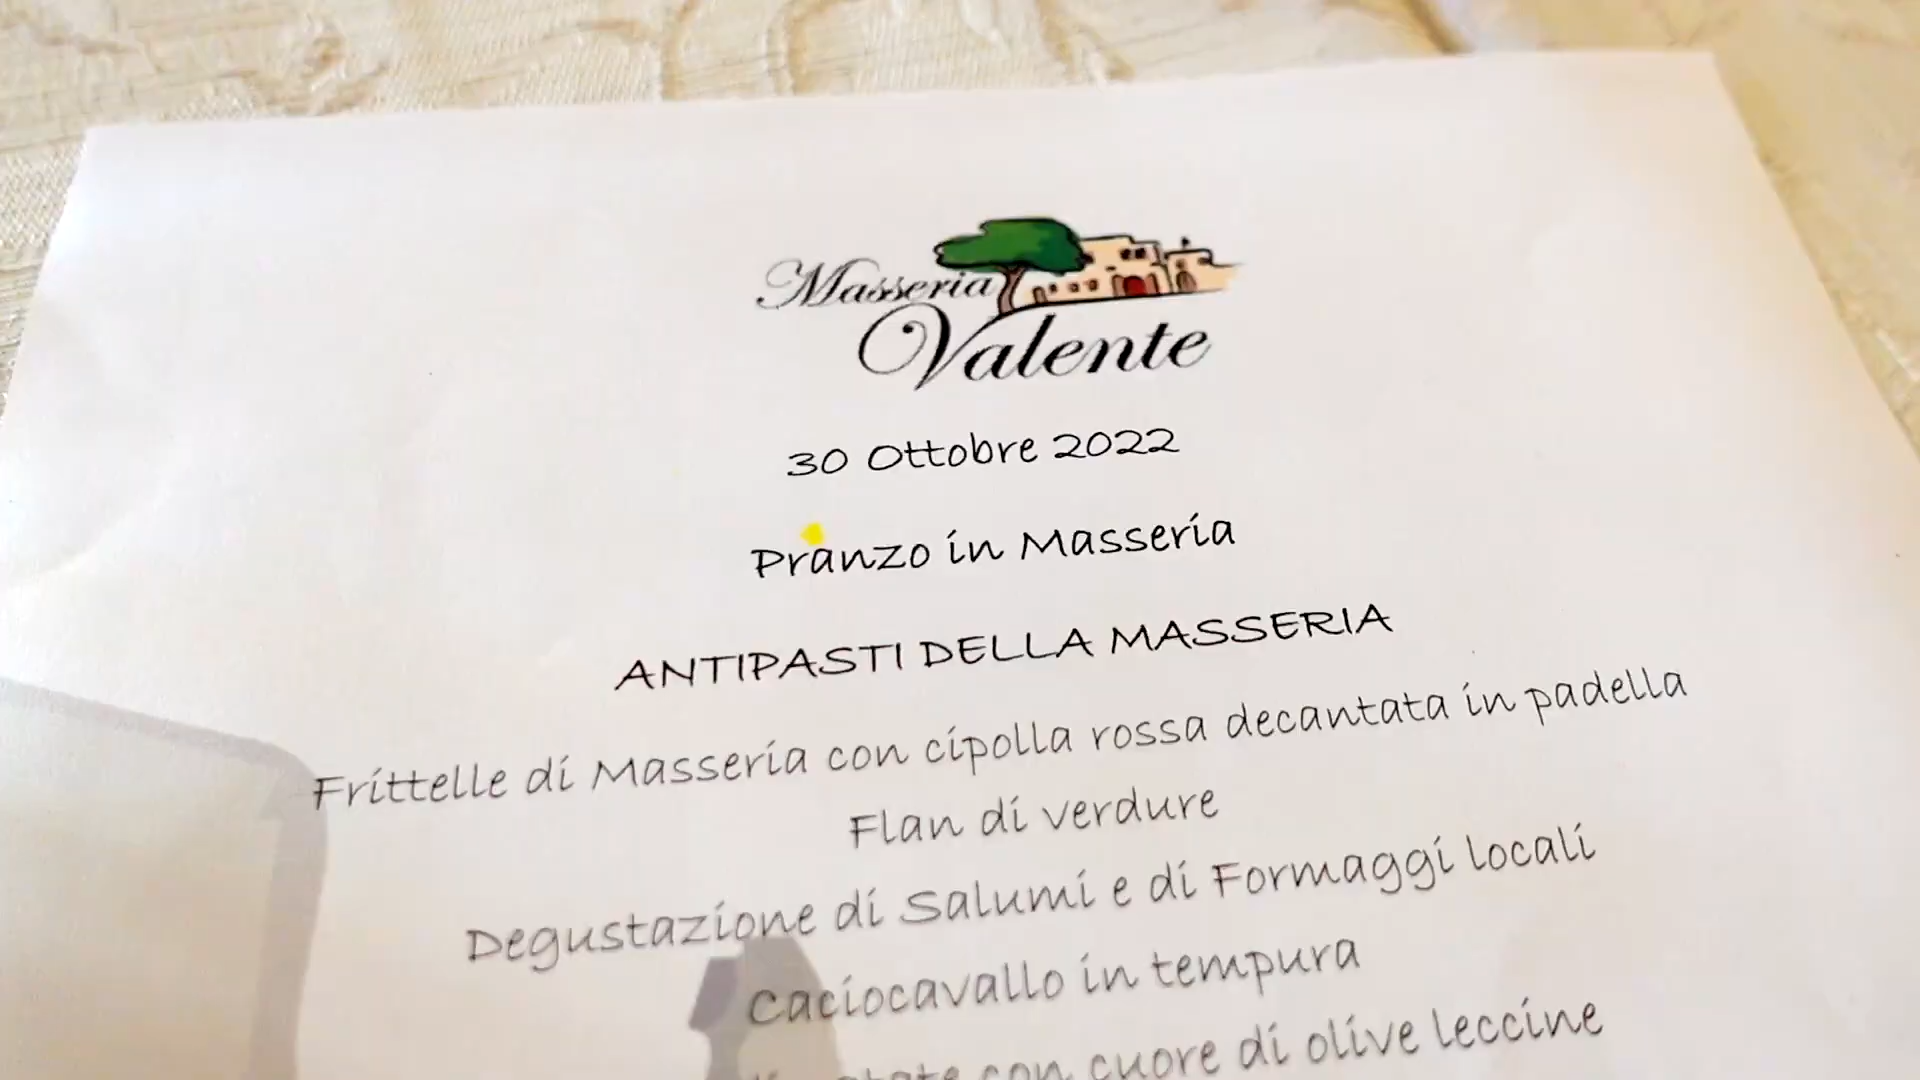 Masseria
Valente
30 Ottobre 2022
Pranzo in Masseria
ANTIPASTI DELLA MASSERIA
Frittelle di Masseria con cipolla rossa decantata in padella
Flan di verdure
Degustazione di Salumi e di Formaggi locali
Caciocavallo in tempura
con cuore di olive leccine